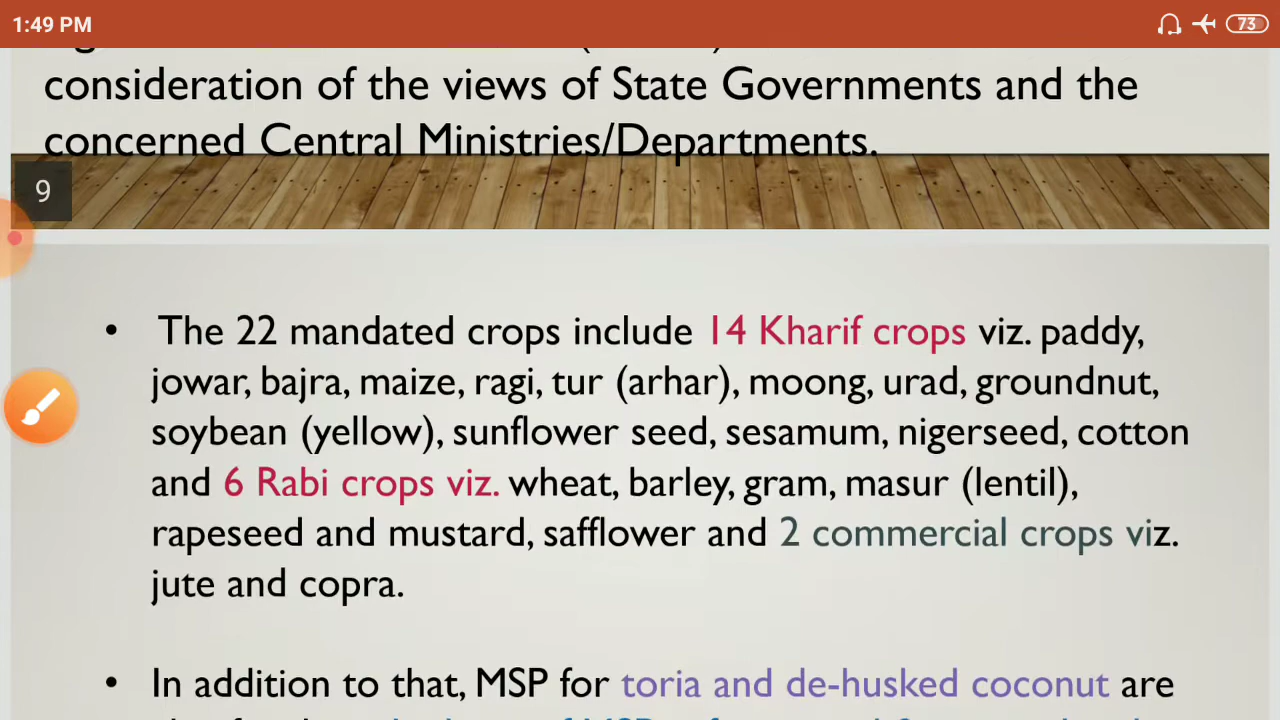 1:49 PM
73
consideration of the views of State Governments and the
concerned Central Ministries/Departments.
9
• The 22 mandated crops include 14 Kharif crops viz. paddy,
jowar, bajra, maize, ragi, tur (arhar), moong, urad, groundnut,
soybean (yellow), sunflower seed, sesamum, nigerseed, cotton
and 6 Rabi crops viz. wheat, barley, gram, masur (lentil),
rapeseed and mustard, safflower and 2 commercial crops viz.
jute and copra.
• In addition to that, MSP for toria and de-husked coconut are